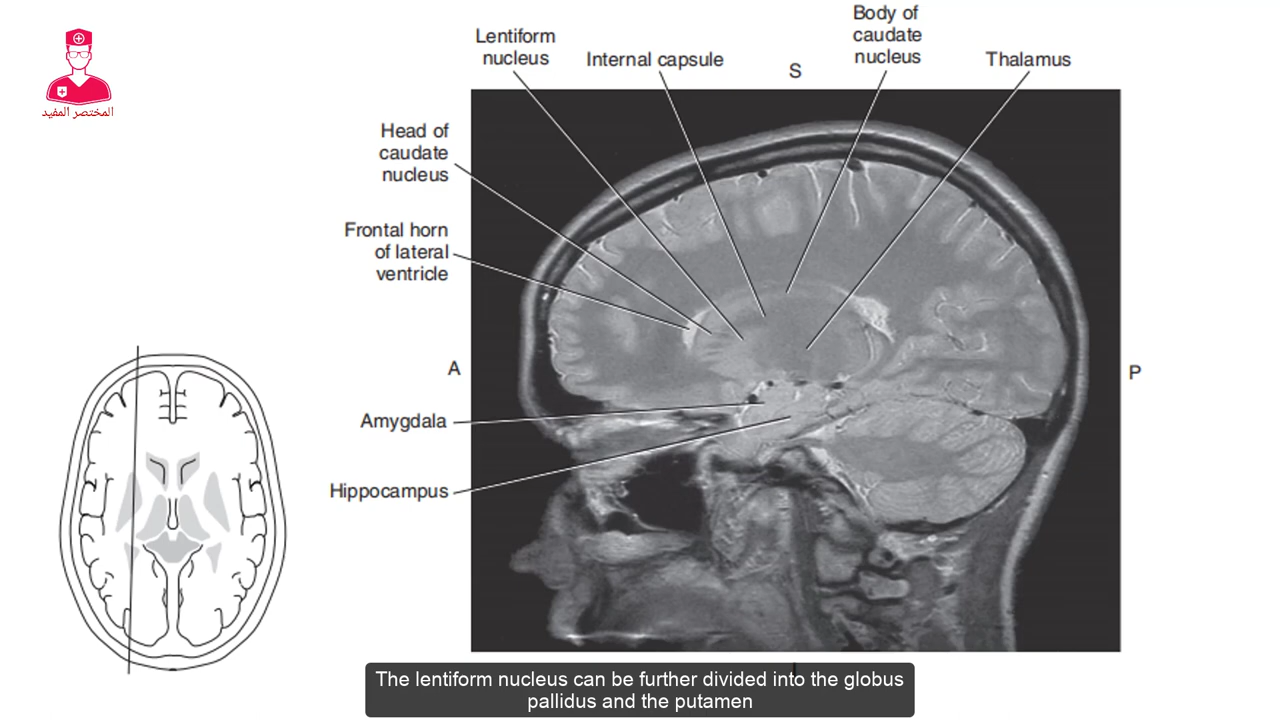 المختصر المفيد
Lentiform
nucleus
Internal capsule
S
Body of
caudate
nucleus
Thalamus
Head of
caudate
nucleus
Frontal horn
of lateral
ventricle
A
P
Amygdala
Hippocampus
The lentiform nucleus can be further divided into the globus
pallidus and the putamen